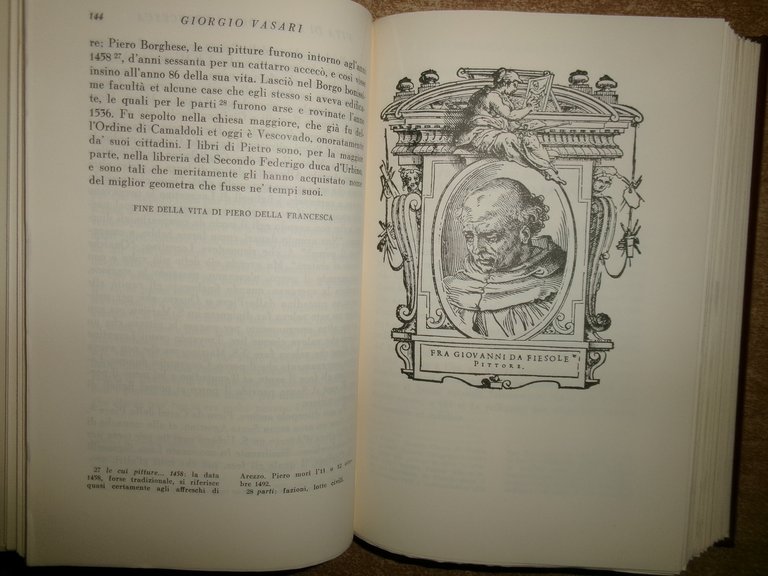 144
GIORGIO VASARI
re; Piero Borghese, le cui pitture furono intorno agl'anni
1458 27, d'anni sessanta per un cattarro accecò, e così visse
insino all'anno 86 della sua vita. Lasciò nel Borgo bonissi-
me facultà et alcune case che egli stesso si aveva edifica-
te, le quali per le parti 28 furono arse e rovinate l'anno
1536. Fu sepolto nella chiesa maggiore, che già fu del-
l'Ordine di Camaldoli et oggi è Vescovado, onoratamente
da' suoi cittadini. I libri di Pietro sono, per la maggior
parte, nella libreria del Secondo Federigo duca d'Urbino,
e sono tali che meritamente gli hanno acquistato nome
del miglior geometra che fusse ne' tempi suoi.
FINE DELLA VITA DI PIERO DELLA FRANCESCA
27 le cui pitture... 1458: la data
1458, forse tradizionale, si riferisce
quasi certamente agli affreschi di
Arezzo. Piero morì l'11 o 12
bre 1492.
28 parti: fazioni, lotte civili.
FRA GIOVANNI DA FIESOLE
PITTORE.